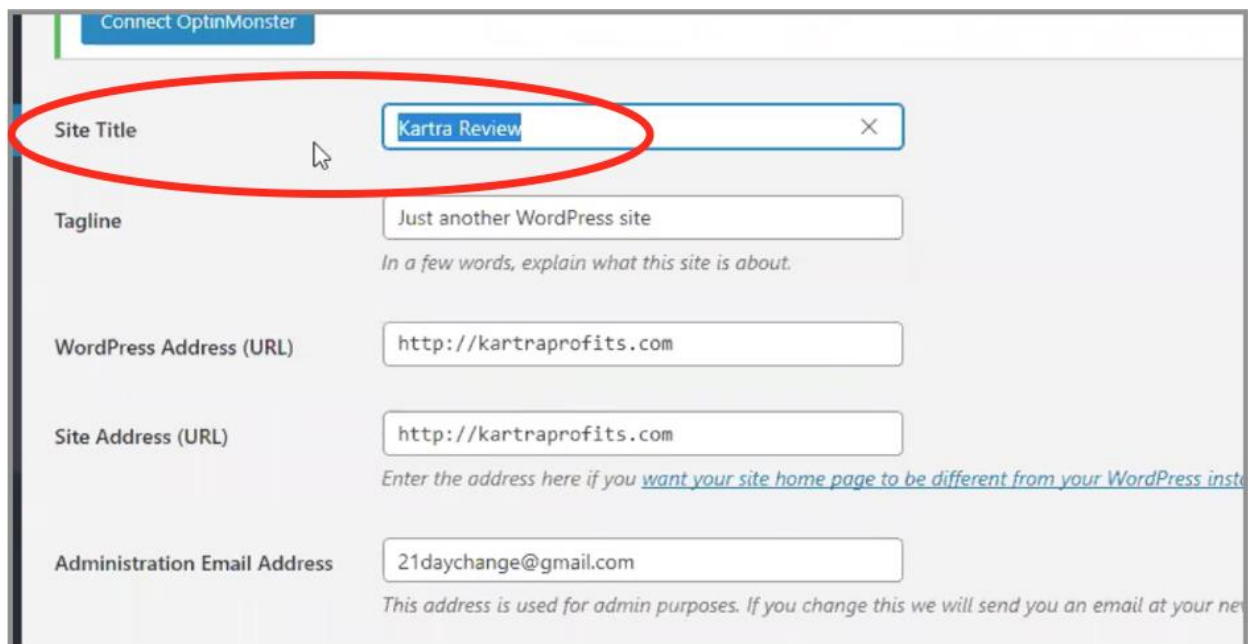 Connect OptinMonster
Site Title
Kartra Review
Tagline
Just another WordPress site
In a few words, explain what this site is about.
WordPress Address (URL)
http://kartraprofits.com
Site Address (URL)
http://kartraprofits.com
Enter the address here if you want your site home page to be different from your WordPress
Administration Email Address
21daychange@gmail.com
This address is used for admin purposes. If you change this we will send you an email at your